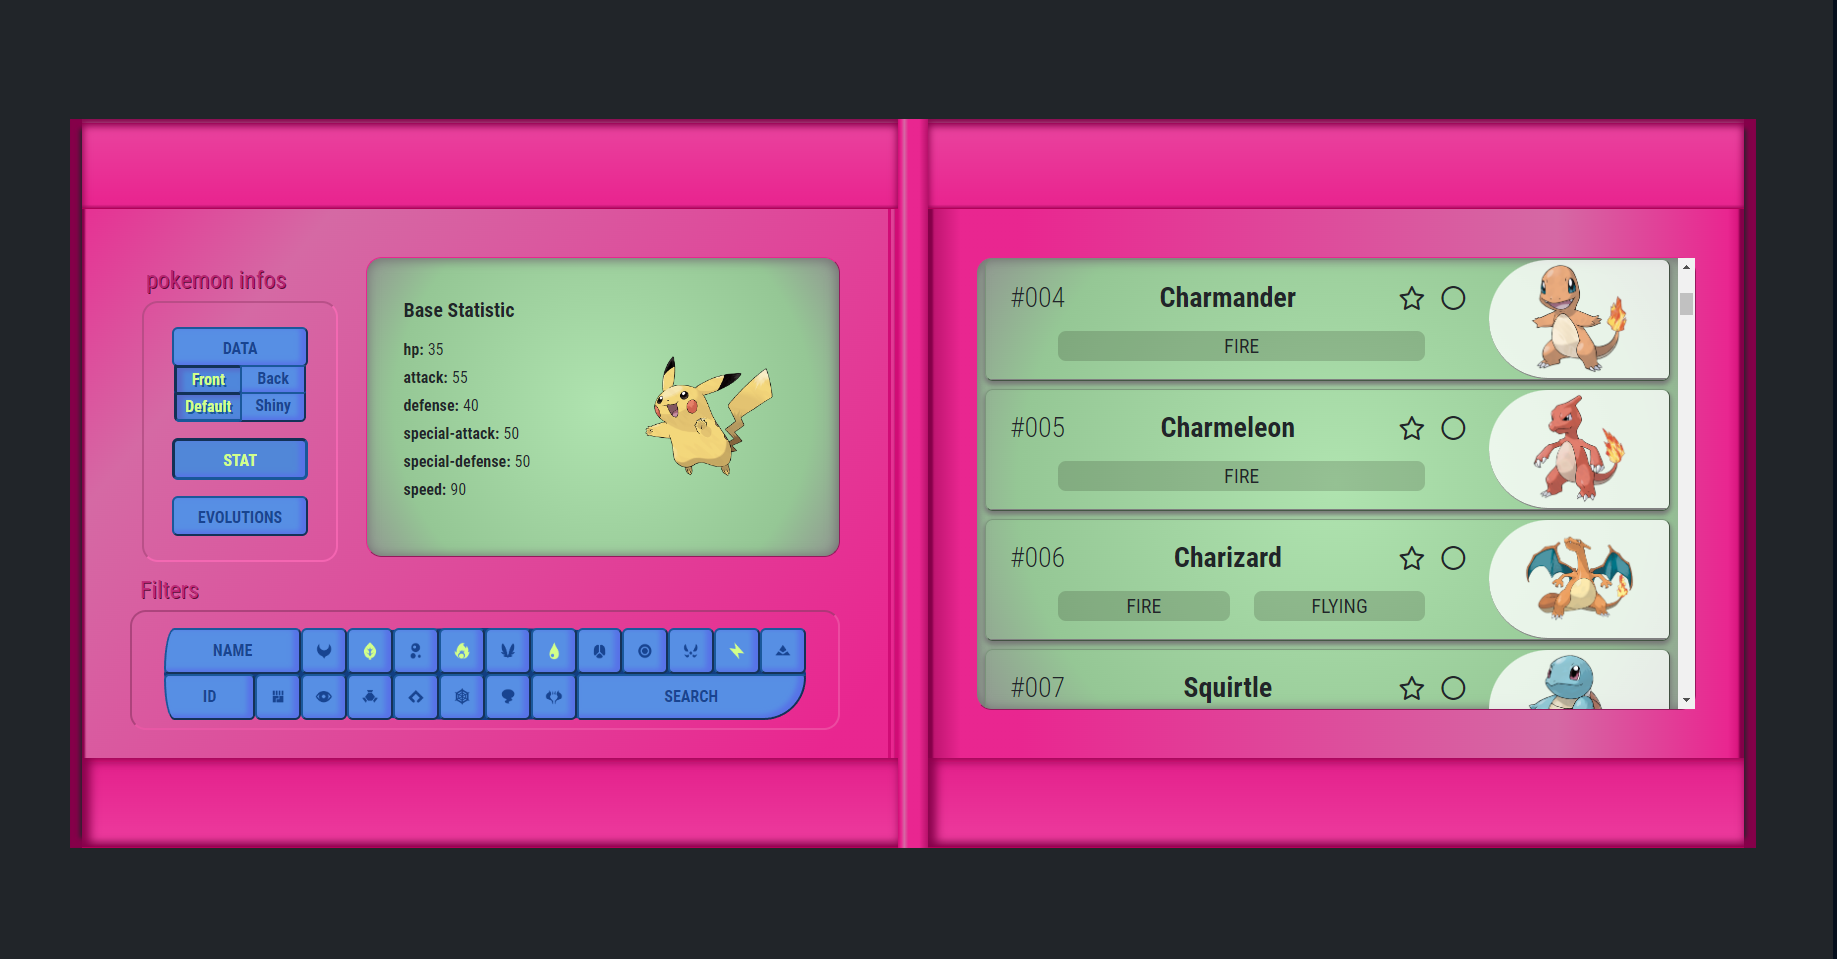 pokemon infos
DATA
Front Back
Default Shiny
STAT
EVOLUTIONS
Base Statistic
hp: 35
attack: 55
defense: 40
special-attack: 50
special-defense: 50
speed: 90
Filters
NAME
ID SEARCH
#004 Charmander
FIRE
#005 Charmeleon
FIRE
#006 Charizard
FIRE FLYING
#007 Squirtle